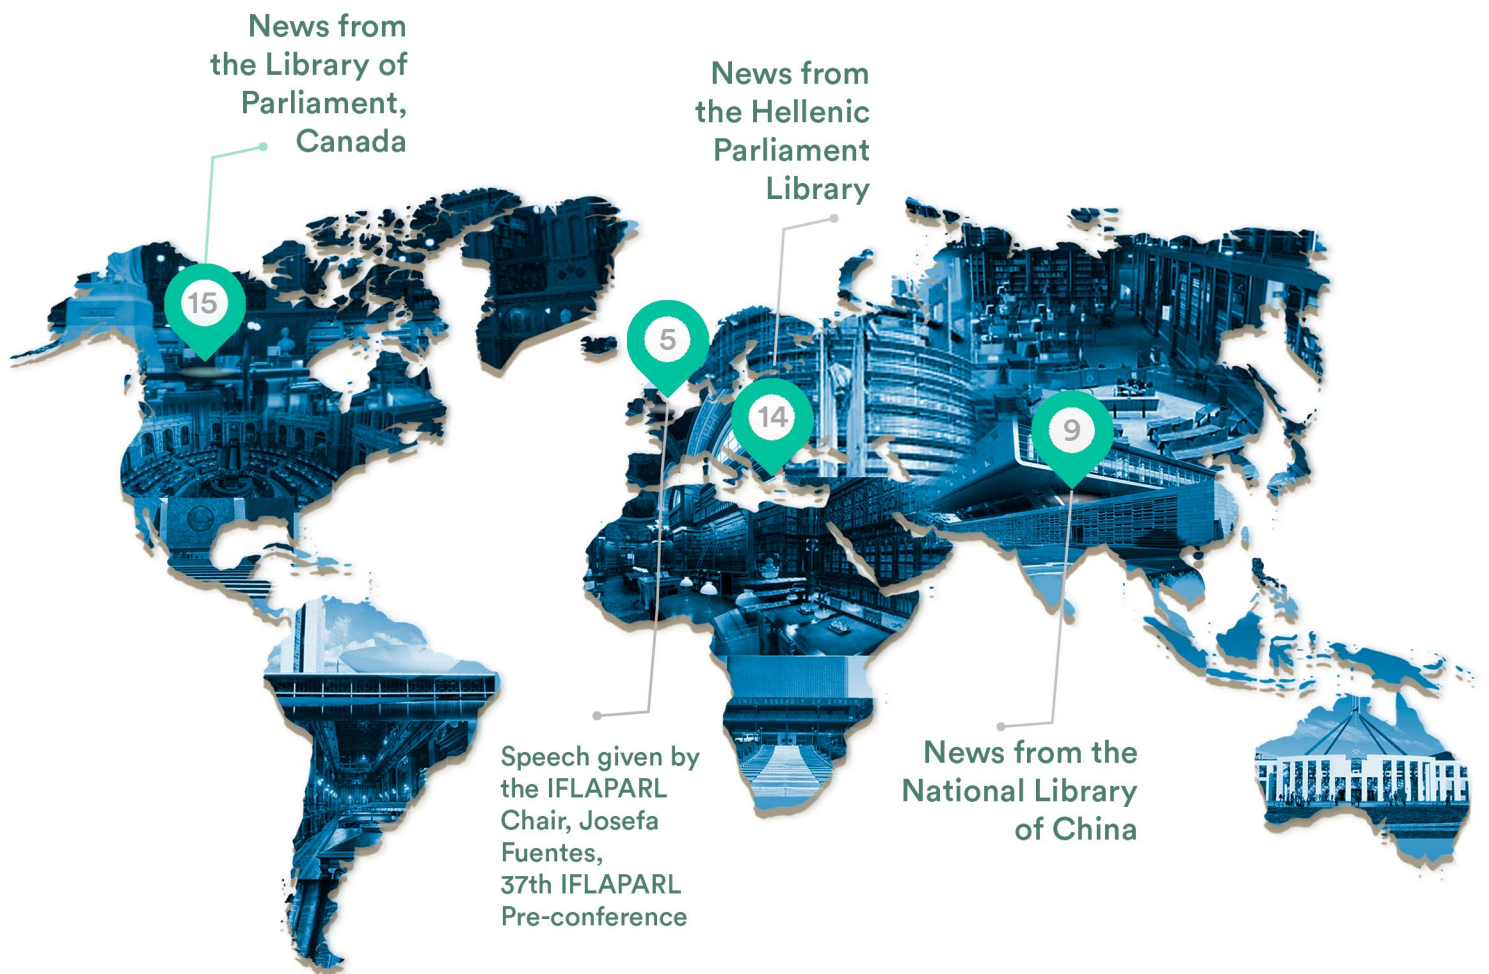 News from
the Library of
Parliament,
Canada
News from
the Hellenic
Parliament
Library
15
5
14
9
Speech given by
the IFLAPARL
Chair, Josefa
Fuentes,
37th IFLAPARL
Pre-conference
News from the
National Library
of China